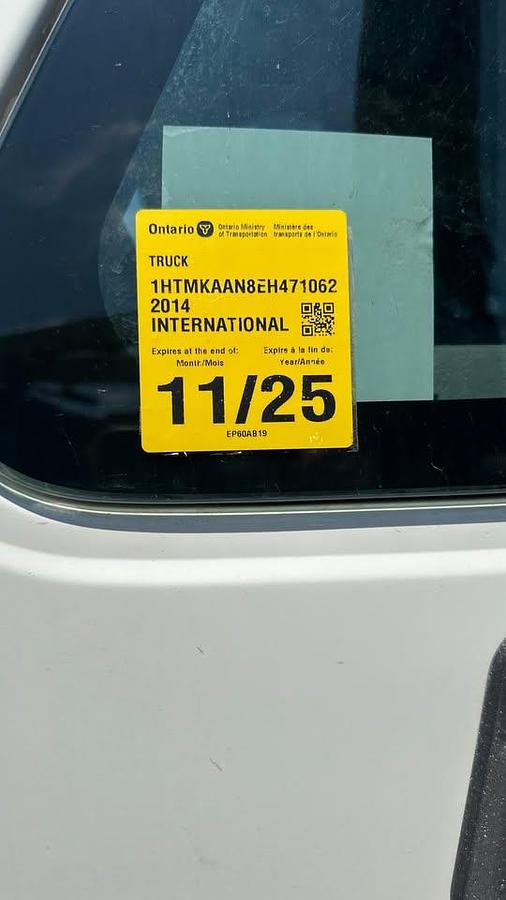 Ontario Ontario Ministry of Transportation Ministère des transports de l'Ontario
TRUCK
1HTMKAAN8EH471062
2014
INTERNATIONAL
Expires at the end of: Expire à la fin de:
Month/Mois Year/Année
11/25
EP60AB19